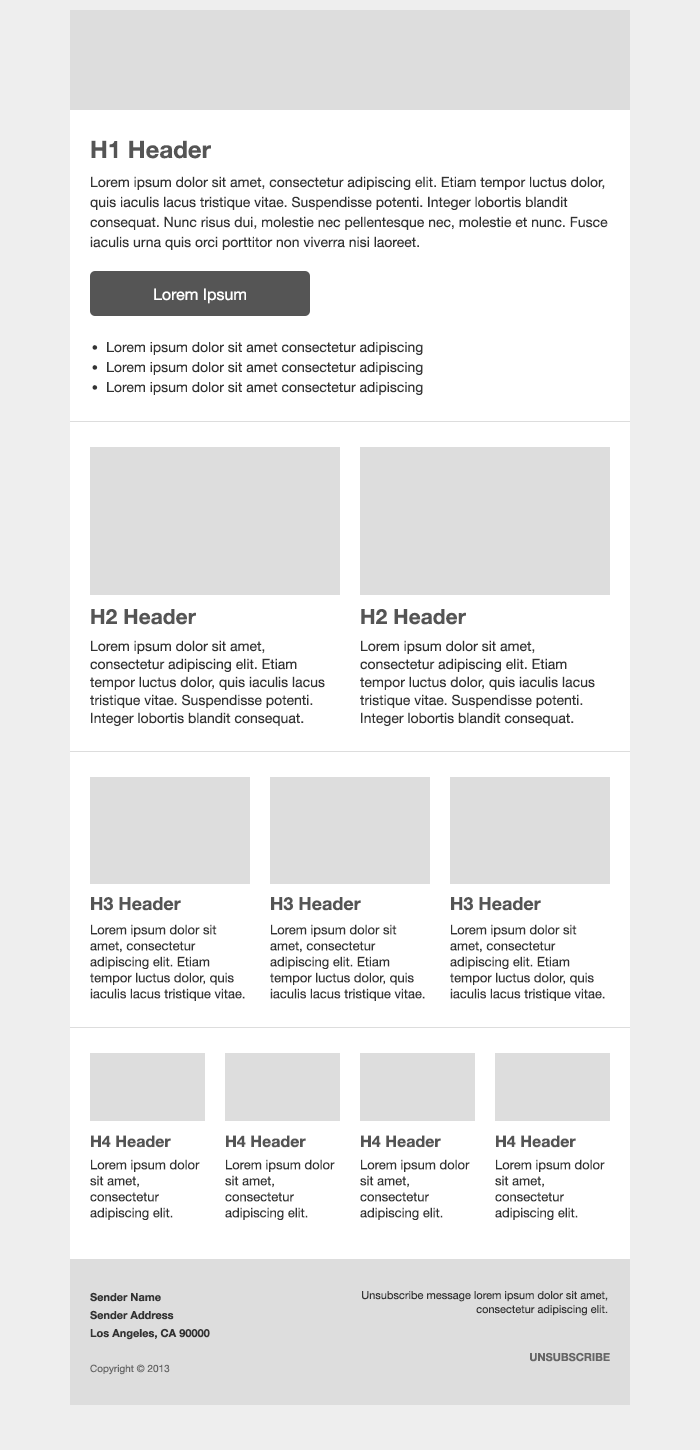 H1 Header
Lorem ipsum dolor sit amet, consectetur adipiscing elit. Etiam tempor luctus dolor,
quis iaculis lacus tristique vitae. Suspendisse potenti. Integer lobortis blandit
consequat. Nunc risus dui, molestie nec pellentesque nec, molestie et nunc. Fusce
iaculis urna quis orci porttitor non viverra nisi laoreet.
Lorem Ipsum
• Lorem ipsum dolor sit amet consectetur adipiscing
• Lorem ipsum dolor sit amet consectetur adipiscing
• Lorem ipsum dolor sit amet consectetur adipiscing
H2 Header
Lorem ipsum dolor sit amet,
consectetur adipiscing elit. Etiam
tempor luctus dolor, quis iaculis lacus
tristique vitae. Suspendisse potenti.
Integer lobortis blandit consequat.
H2 Header
Lorem ipsum dolor sit amet,
consectetur adipiscing elit. Etiam
tempor luctus dolor, quis iaculis lacus
tristique vitae. Suspendisse potenti.
Integer lobortis blandit consequat.
H3 Header
Lorem ipsum dolor sit
amet, consectetur
adipiscing elit. Etiam
tempor luctus dolor, quis
iaculis lacus tristique vitae.
H3 Header
Lorem ipsum dolor sit
amet, consectetur
adipiscing elit. Etiam
tempor luctus dolor, quis
iaculis lacus tristique vitae.
H3 Header
Lorem ipsum dolor sit
amet, consectetur
adipiscing elit. Etiam
tempor luctus dolor, quis
iaculis lacus tristique vitae.
H4 Header
Lorem ipsum dolor
sit amet,
consectetur
adipiscing elit.
H4 Header
Lorem ipsum dolor
sit amet,
consectetur
adipiscing elit.
H4 Header
Lorem ipsum dolor
sit amet,
consectetur
adipiscing elit.
H4 Header
Lorem ipsum dolor
sit amet,
consectetur
adipiscing elit.
Sender Name
Sender Address
Los Angeles, CA 90000
Copyright © 2013
Unsubscribe message lorem ipsum dolor sit amet,
consectetur adipiscing elit.
UNSUBSCRIBE